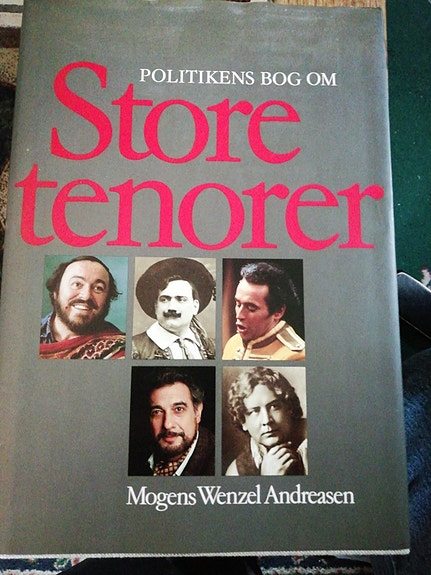 POLITIKENS BOG OM
Store
tenorer
Mogens Wenzel Andreasen